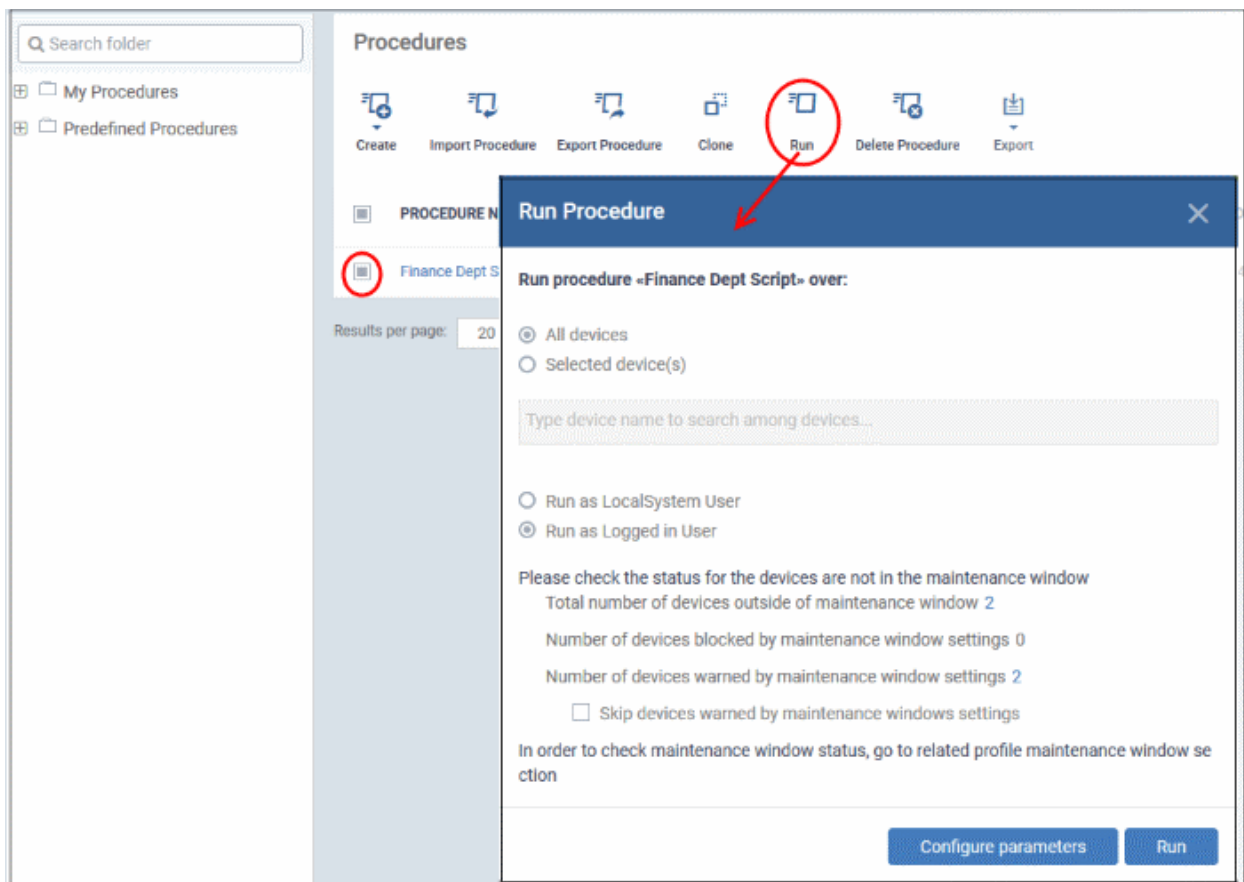 Search folder
My Procedures
Predefined Procedures
Procedures
Create Import Procedure Export Procedure Clone Run Delete Procedure Export
PROCEDURE N
Finance Dept S
Results per page: 20
Run Procedure
Run procedure «Finance Dept Script» over:
All devices
Selected device(s)
Type device name to search among devices...
Run as LocalSystem User
Run as Logged in User
Please check the status for the devices are not in the maintenance window
Total number of devices outside of maintenance window 2
Number of devices blocked by maintenance window settings 0
Number of devices warned by maintenance window settings 2
Skip devices warned by maintenance windows settings
In order to check maintenance window status, go to related profile maintenance window se
ction
Configure parameters Run